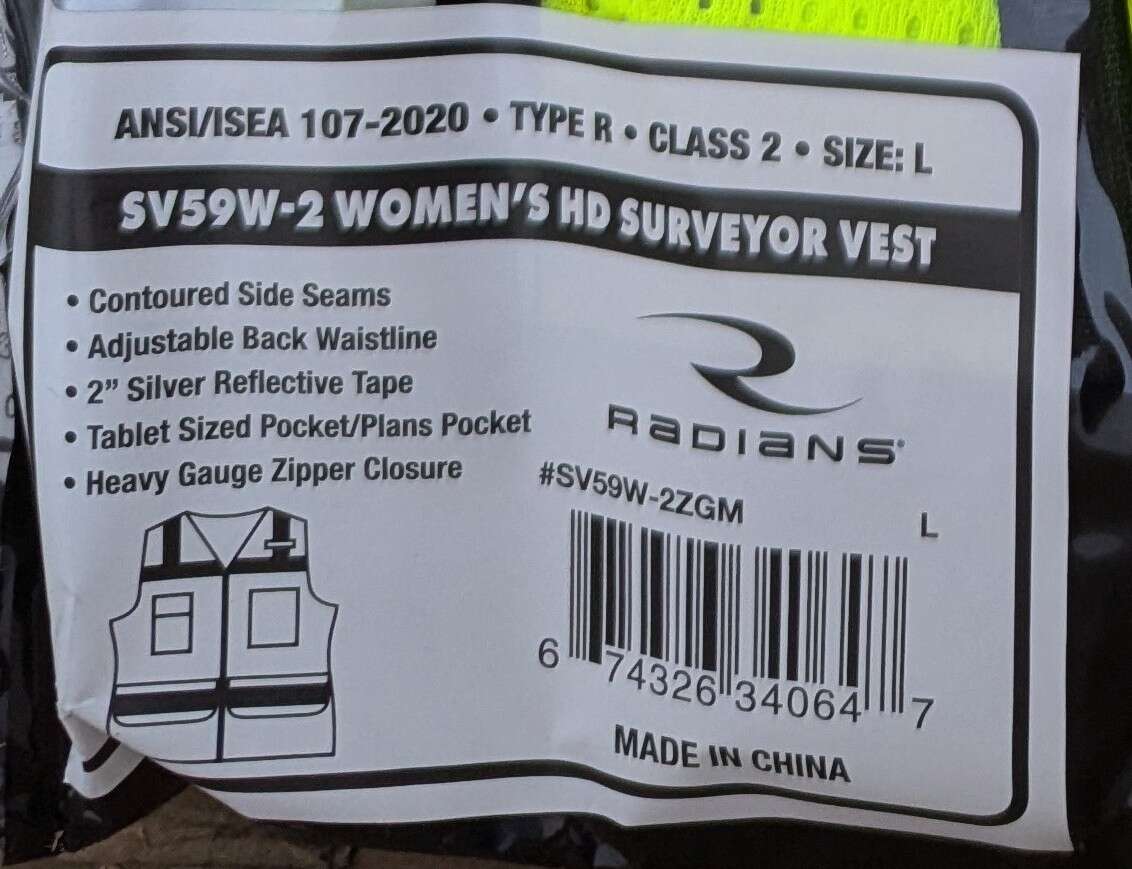 ANSI/ISEA 107-2020 • TYPE R • CLASS 2 • SIZE: L
SV59W-2 WOMEN'S HD SURVEYOR VEST
• Contoured Side Seams
• Adjustable Back Waistline
• 2” Silver Reflective Tape
• Tablet Sized Pocket/Plans Pocket
• Heavy Gauge Zipper Closure
RADIANS
#SV59W-2ZGM
L
6 74326 34064 7
MADE IN CHINA